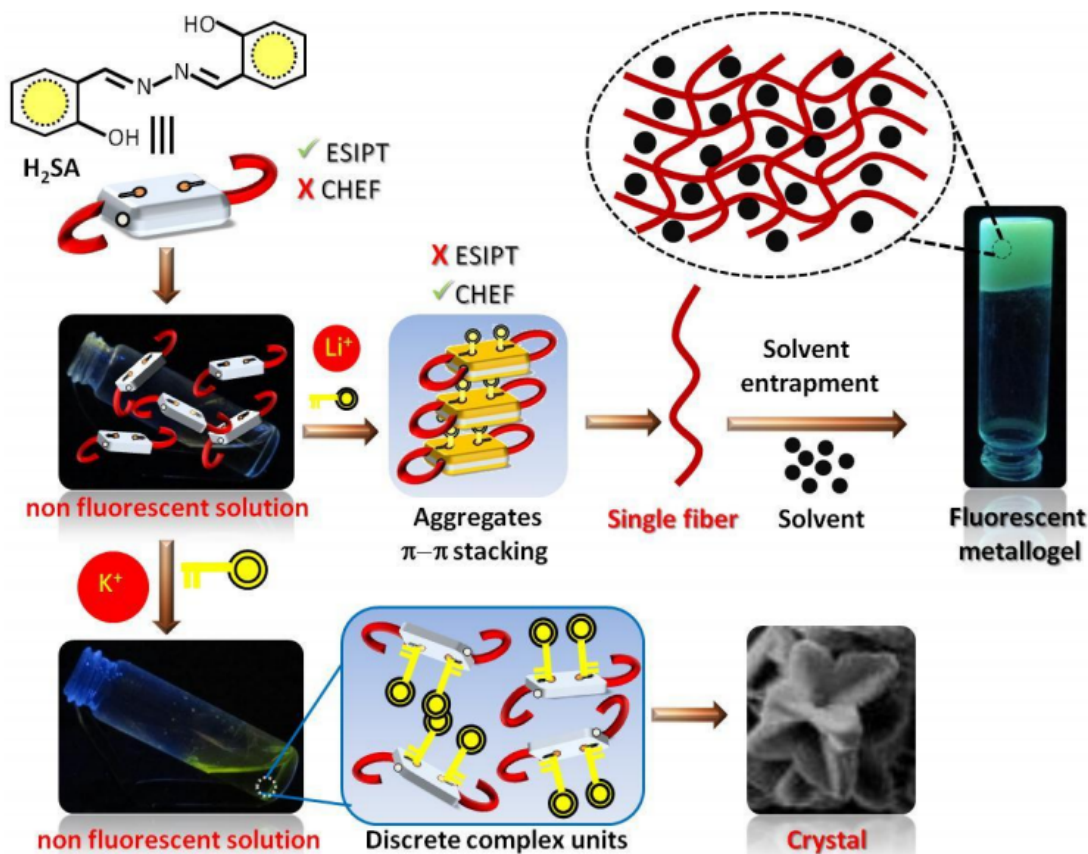 HO
N
N
OH
H₂SA
✓ ESIPT
X CHEF
X ESIPT
✓ CHEF
Li⁺
non fluorescent solution
Aggregates
π–π stacking
Single fiber
Solvent
entrapment
Solvent
Fluorescent
metallogel
K⁺
non fluorescent solution
Discrete complex units
Crystal